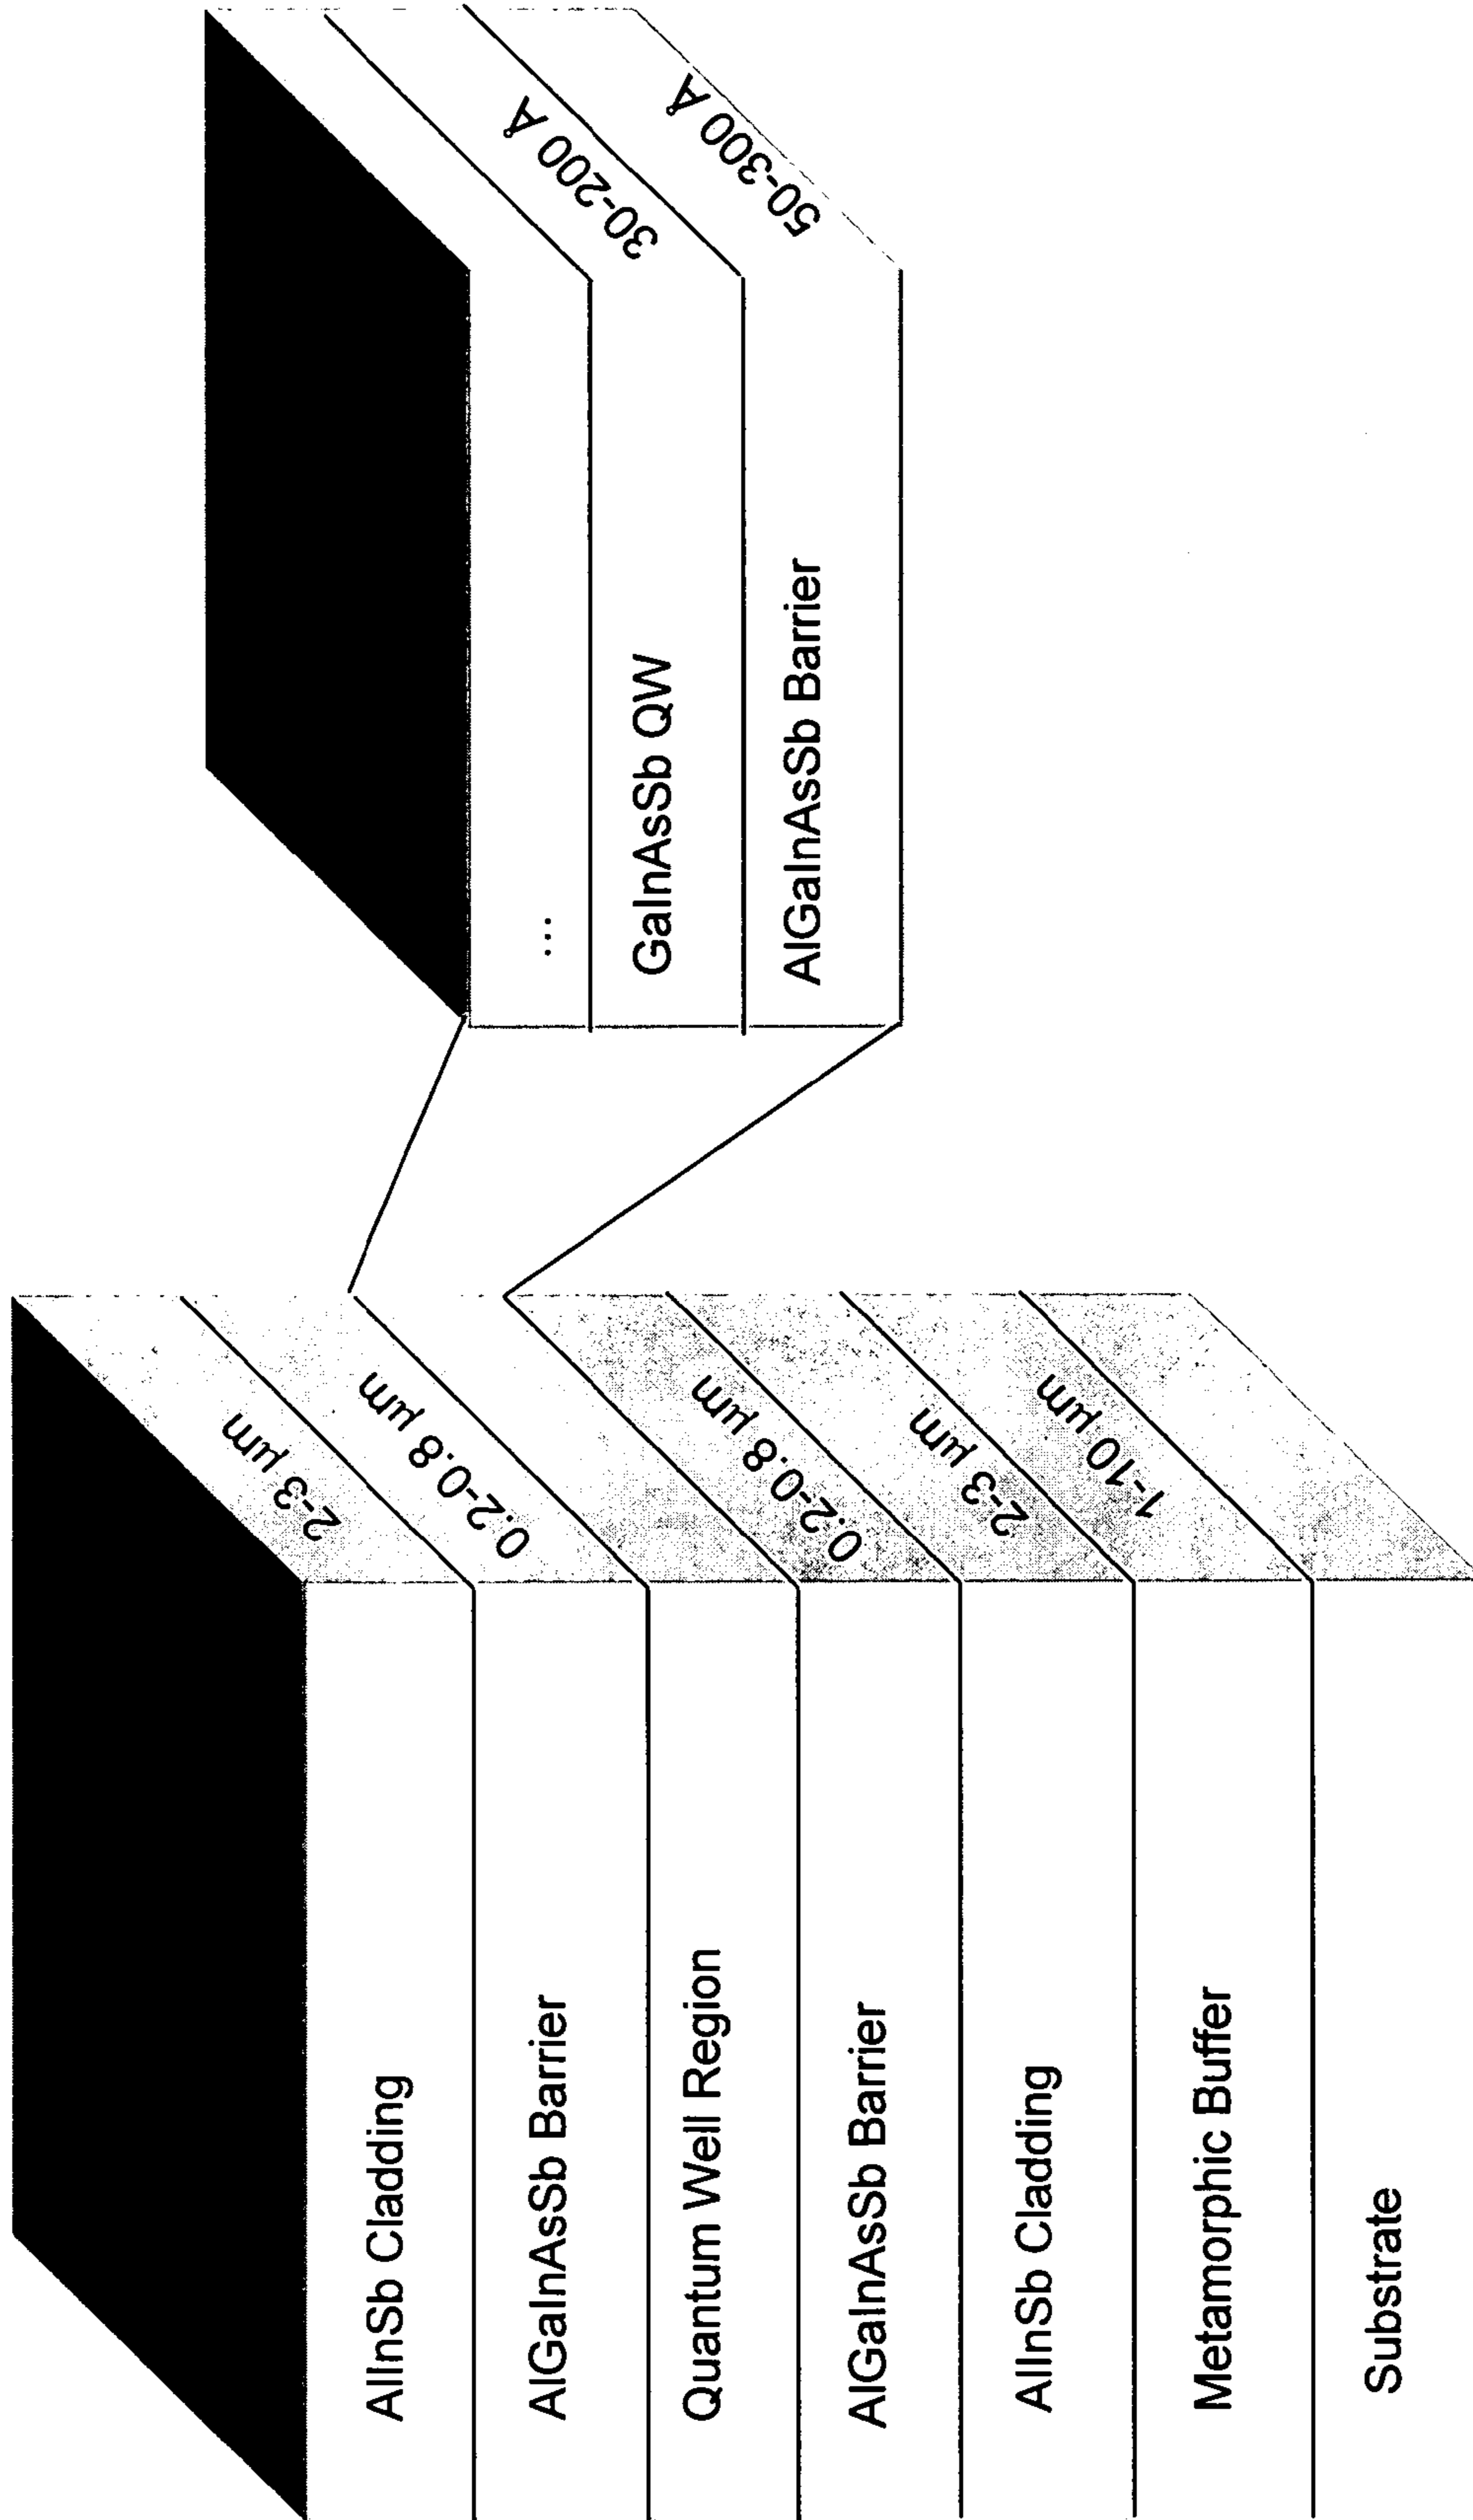 AlInSb Cladding
2-3 µm
AlGaInAsSb Barrier
0.2-0.8 µm
Quantum Well Region
AlGaInAsSb Barrier
0.2-0.8 µm
AlInSb Cladding
2-3 µm
Metamorphic Buffer
1-10 µm
Substrate
...
GaInAsSb QW
30-200 Å
AlGaInAsSb Barrier
50-300 Å